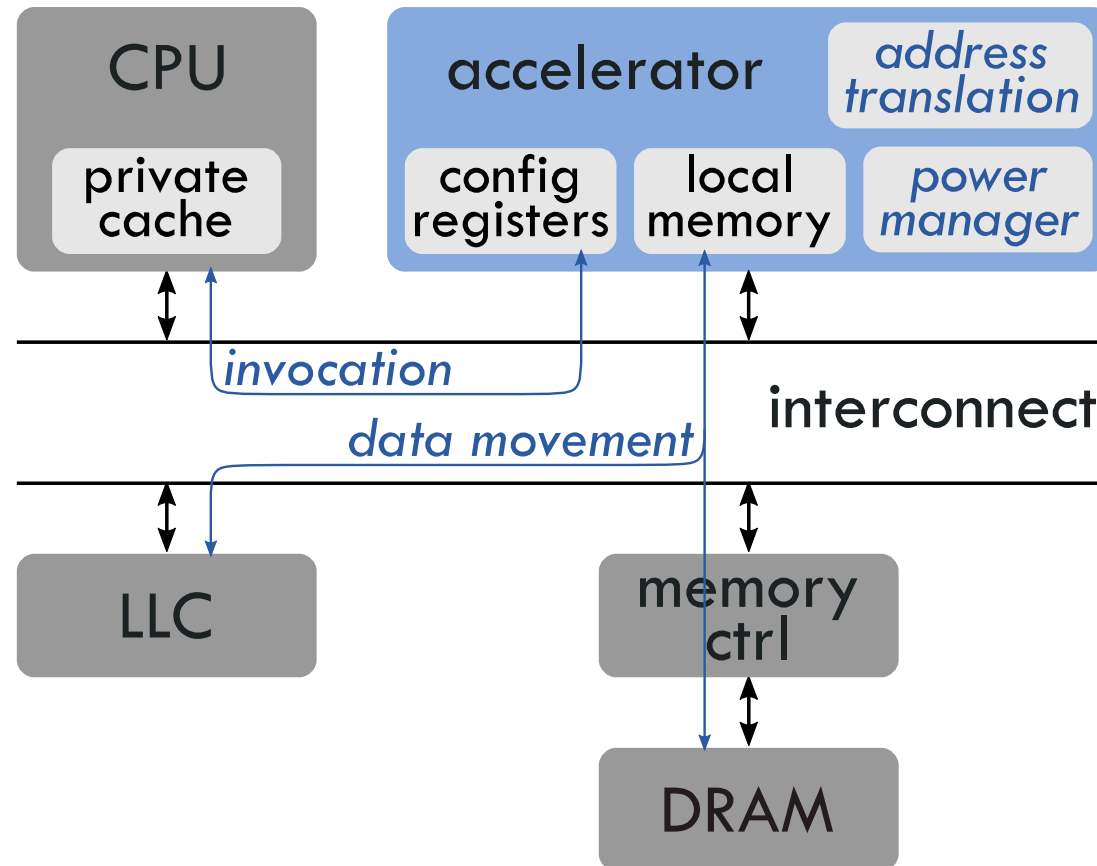 CPU
private
cache
accelerator
address
translation
config
registers
local
memory
power
manager
invocation
interconnect
data movement
LLC
memory
ctrl
DRAM